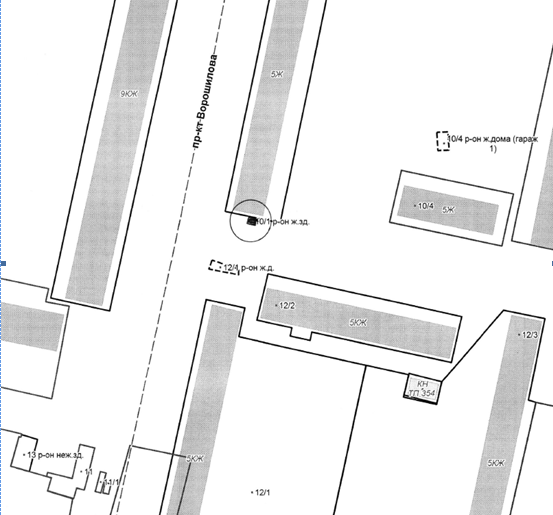 пр-кт Ворошилова
9КЖ
5Ж
10/4 р-он ж.дома (гараж
1)
10/4
5Ж
10/1 р-он ж.зд.
12/4 р-он ж.д.
12/2
5КЖ
12/3
КН
ТП 354
13 р-он неж.зд.
11
11/1
5КЖ
12/1
5КЖ